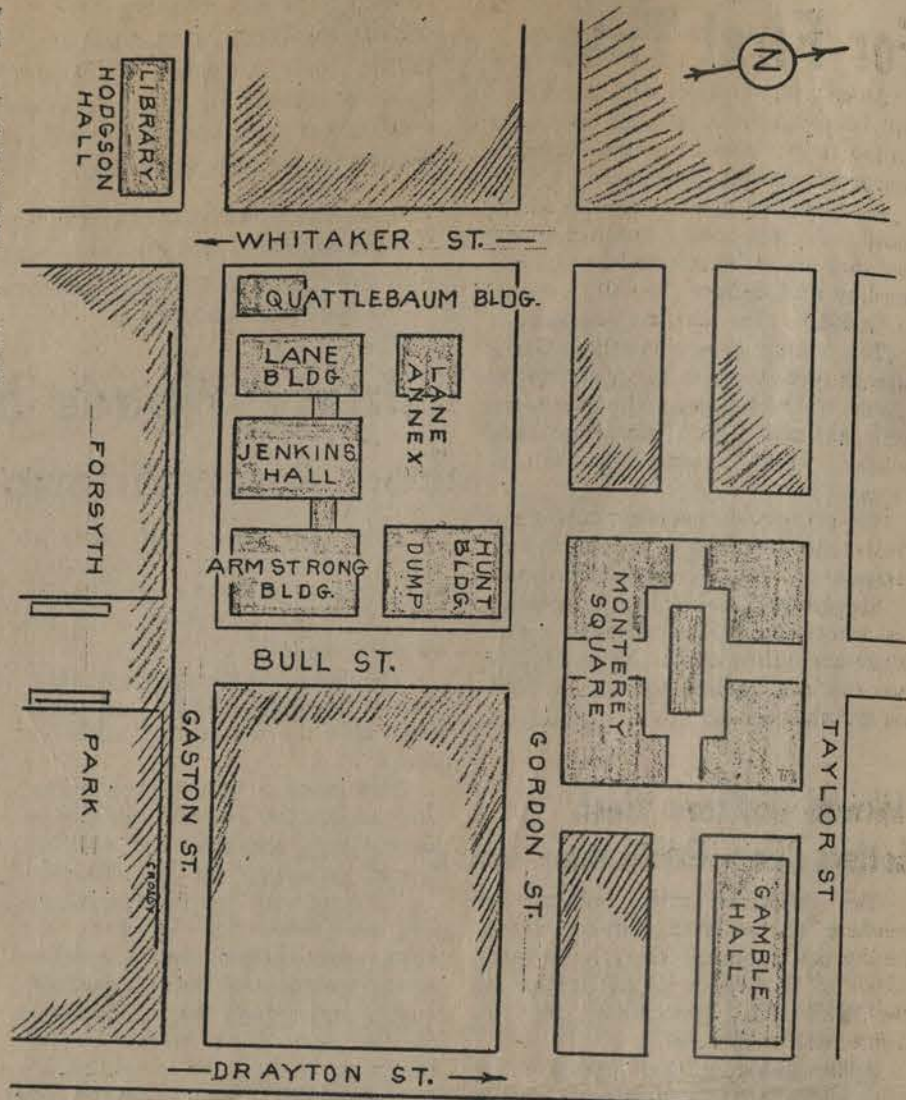 OF
N
LIBRARY
HODGSON
HALL
←WHITAKER ST.—
QUATTLEBAUM BLDG.
LANE
BLDG
LANE
ANNEX
JENKINS
HALL
ARMSTRONG
BLDG.
HUNT
BLDG.
DUMP
MONTEREY
SQUARE
FORSYTH
PARK
BULL ST.
GASTON ST.
GORDON ST.
TAYLOR ST
GAMBLE
HALL
—DRAYTON ST.→